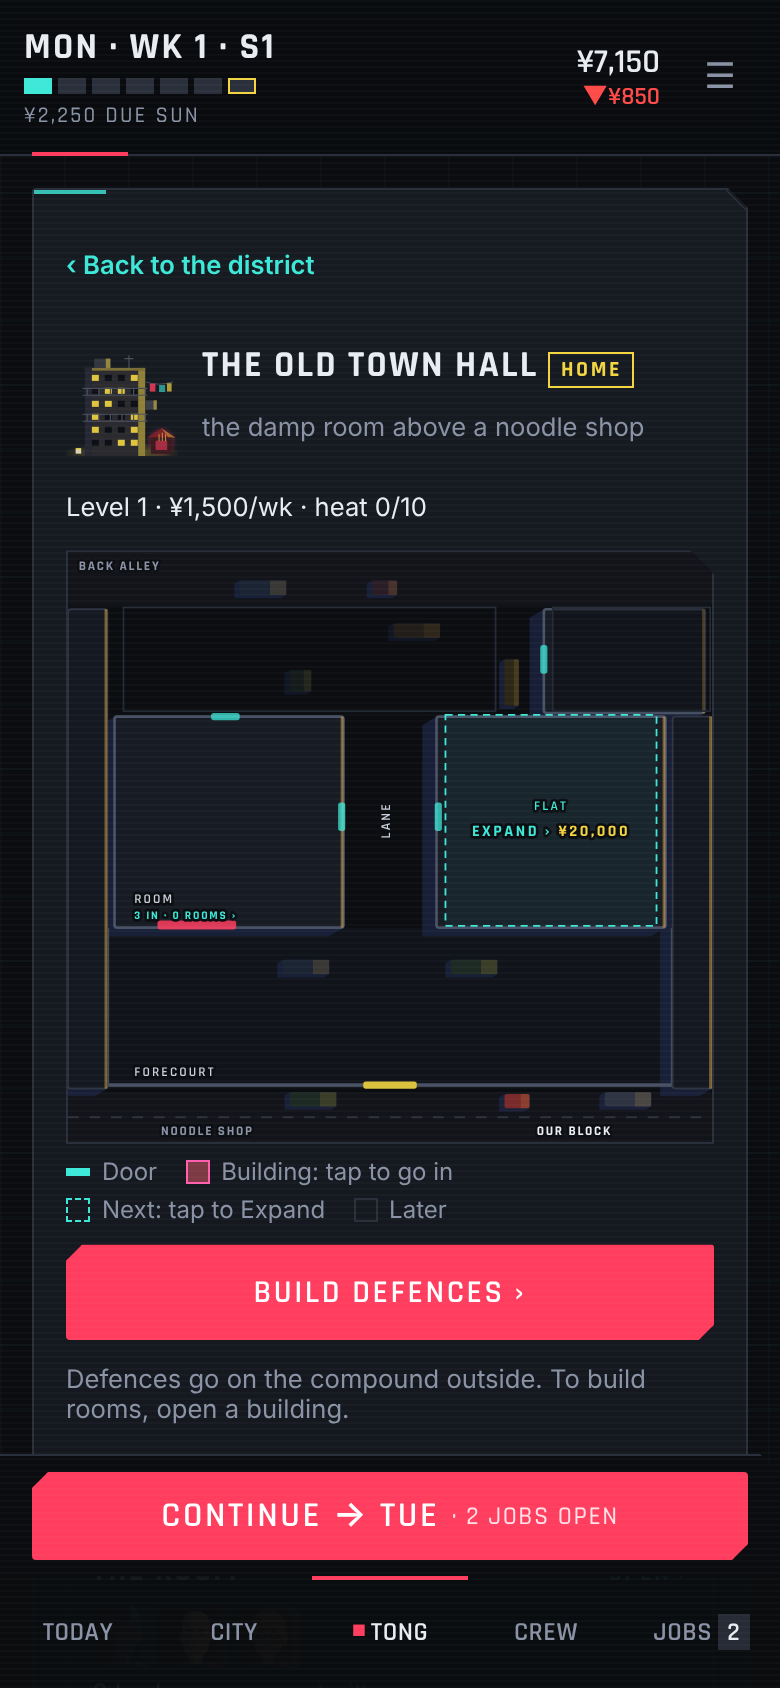 MON · WK 1 · S1
¥7,150
▼¥850
☰
¥2,250 DUE SUN
‹ Back to the district
THE OLD TOWN HALL HOME
the damp room above a noodle shop
Level 1 · ¥1,500/wk · heat 0/10
BACK ALLEY
LANE
FLAT
EXPAND › ¥20,000
ROOM
3 IN · 0 ROOMS ›
FORECOURT
NOODLE SHOP
OUR BLOCK
Door
Building: tap to go in
Next: tap to Expand
Later
BUILD DEFENCES ›
Defences go on the compound outside. To build
rooms, open a building.
CONTINUE → TUE · 2 JOBS OPEN
TODAY
CITY
TONG
CREW
JOBS 2